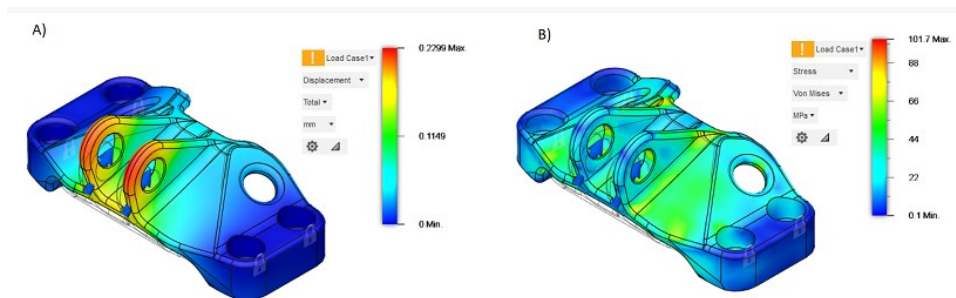 A)
Load Case1
Displacement
Total
mm
0.2299 Max.
0.1149
0 Min.
B)
Load Case1
Stress
Von Mises
MPa
101.7 Max.
88
66
44
22
0.1 Min.